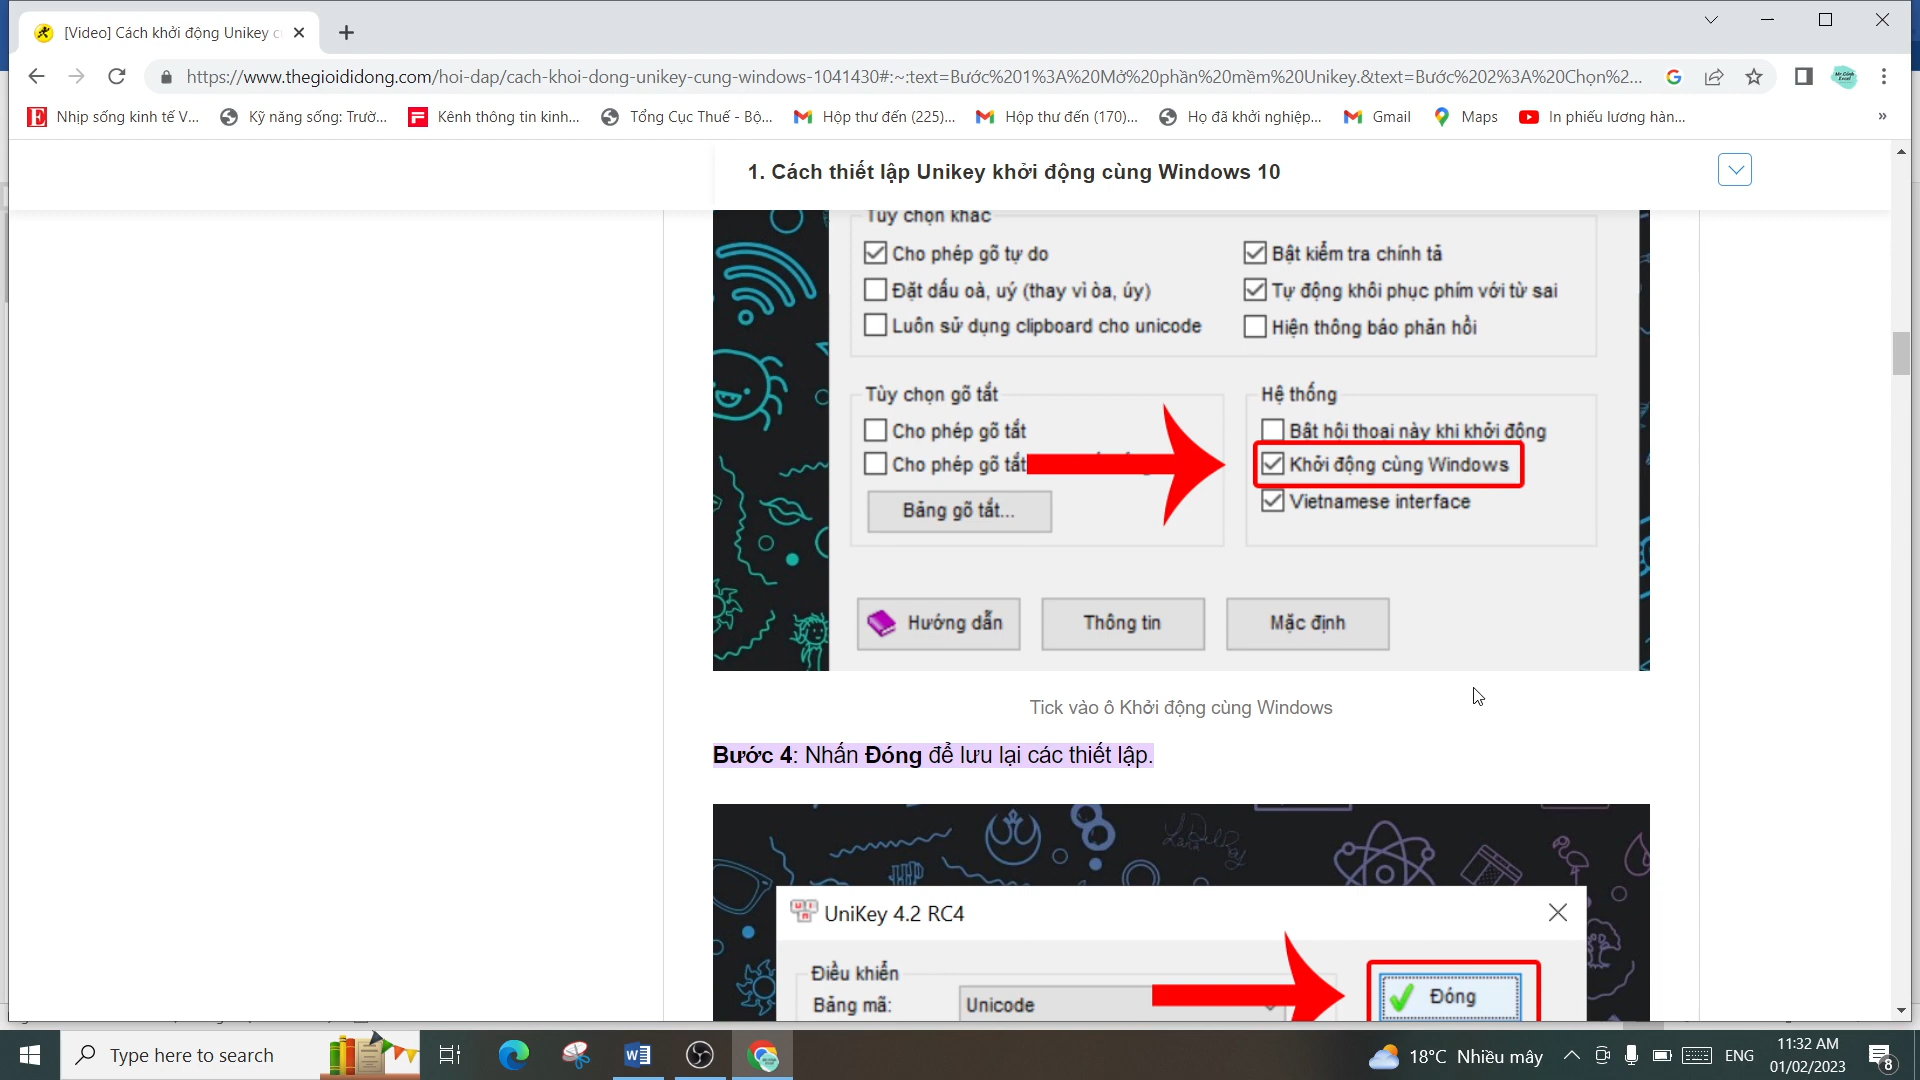 [Video] Cách khởi động Unikey c
https://www.thegioididong.com/hoi-dap/cach-khoi-dong-unikey-cung-windows-1041430#:~:text=Bước%201%3A%20Mở%20phần%20mềm%20Unikey.&text=Bước%202%3A%20Chọn%2...
Nhịp sống kinh tế V...
Kỹ năng sống: Trườ...
Kênh thông tin kinh...
Tổng Cục Thuế - Bộ...
Hộp thư đến (225)...
Hộp thư đến (170)...
Họ đã khởi nghiệp...
Gmail
Maps
In phiếu lương hàn...
»
1. Cách thiết lập Unikey khởi động cùng Windows 10
Tùy chọn khác
Cho phép gõ tự do
Bật kiểm tra chính tả
Đặt dấu oà, uý (thay vì òa, úy)
Tự động khôi phục phím với từ sai
Luôn sử dụng clipboard cho unicode
Hiện thông báo phản hồi
Tùy chọn gõ tắt
Hệ thống
Cho phép gõ tắt
Bật hội thoại này khi khởi động
Cho phép gõ tắt
Khởi động cùng Windows
Bảng gõ tắt...
Vietnamese interface
Hướng dẫn
Thông tin
Mặc định
Tick vào ô Khởi động cùng Windows
Bước 4: Nhấn Đóng để lưu lại các thiết lập.
UniKey 4.2 RC4
Điều khiển
Đóng
Bảng mã:
Unicode
Type here to search
18°C Nhiều mây
ENG
11:32 AM
01/02/2023
8